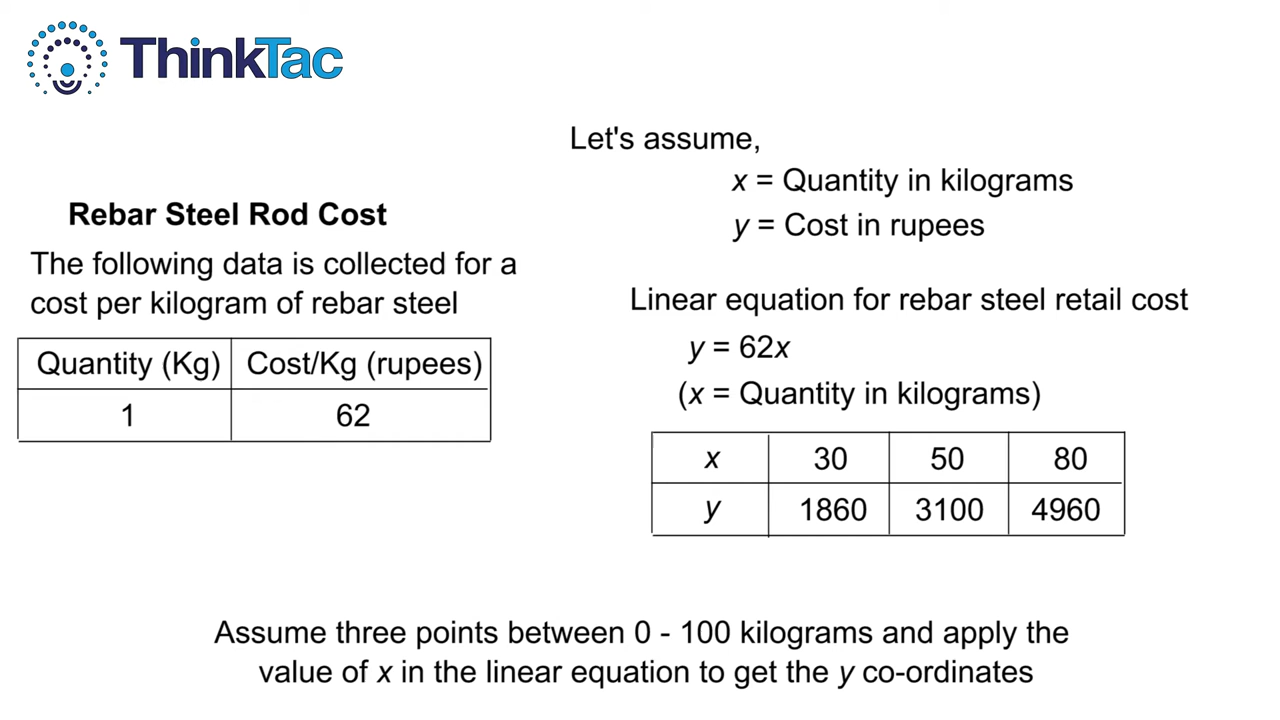 ThinkTac
Let's assume,
x = Quantity in kilograms
y = Cost in rupees
Rebar Steel Rod Cost
The following data is collected for a
cost per kilogram of rebar steel
Quantity (Kg) Cost/Kg (rupees)
1 62
Linear equation for rebar steel retail cost
y = 62x
(x = Quantity in kilograms)
x 30 50 80
y 1860 3100 4960
Assume three points between 0 - 100 kilograms and apply the
value of x in the linear equation to get the y co-ordinates